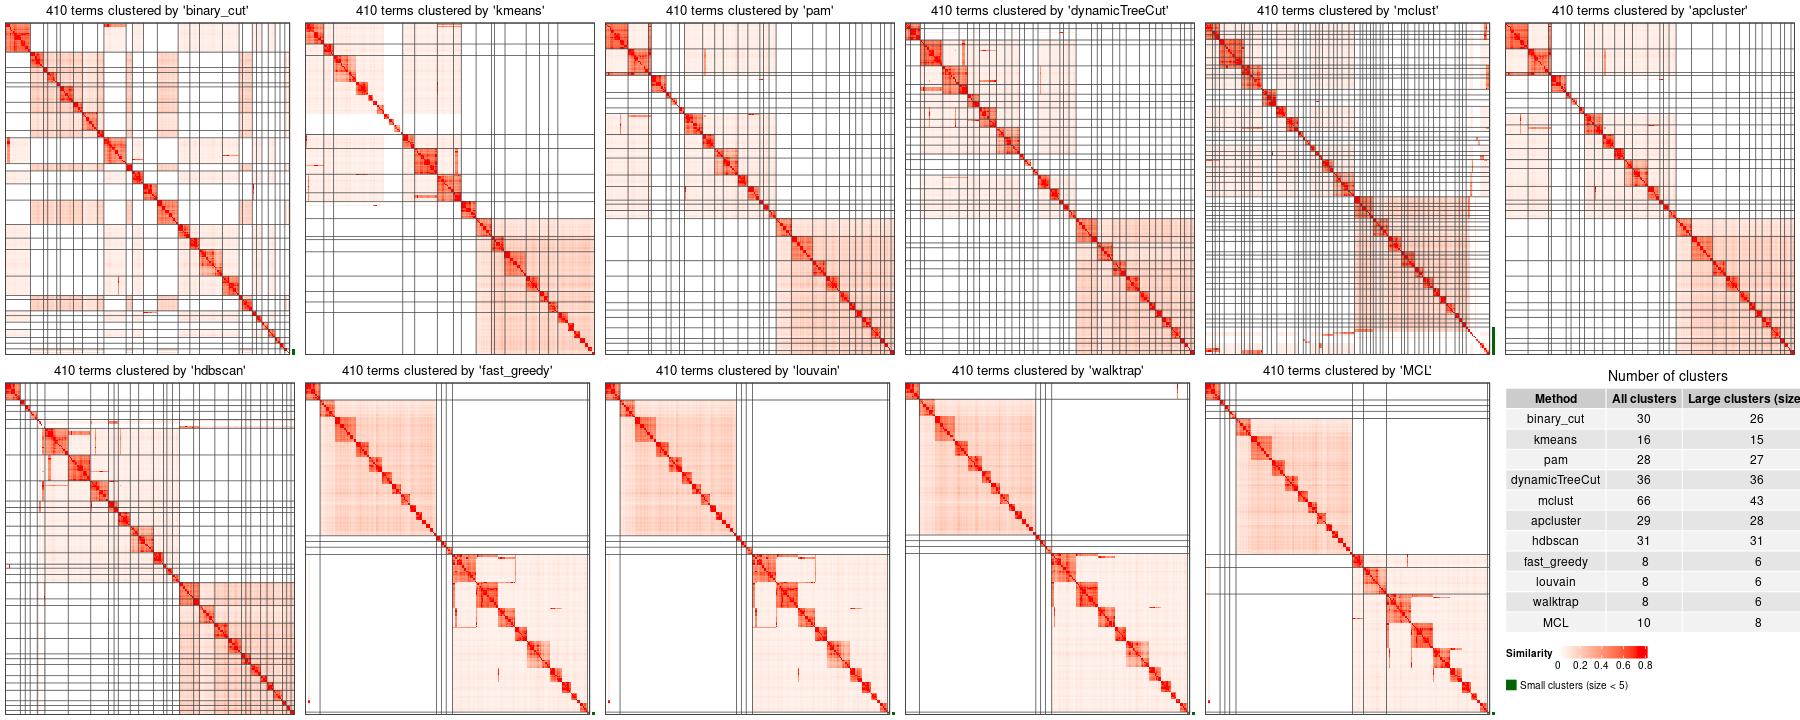 410 terms clustered by 'binary_cut'
410 terms clustered by 'kmeans'
410 terms clustered by 'pam'
410 terms clustered by 'dynamicTreeCut'
410 terms clustered by 'mclust'
410 terms clustered by 'apcluster'
410 terms clustered by 'hdbscan'
410 terms clustered by 'fast_greedy'
410 terms clustered by 'louvain'
410 terms clustered by 'walktrap'
410 terms clustered by 'MCL'
Number of clusters
Method All clusters Large clusters (size
binary_cut 30 26
kmeans 16 15
pam 28 27
dynamicTreeCut 36 36
mclust 66 43
apcluster 29 28
hdbscan 31 31
fast_greedy 8 6
louvain 8 6
walktrap 8 6
MCL 10 8
Similarity
0 0.2 0.4 0.6 0.8
Small clusters (size < 5)